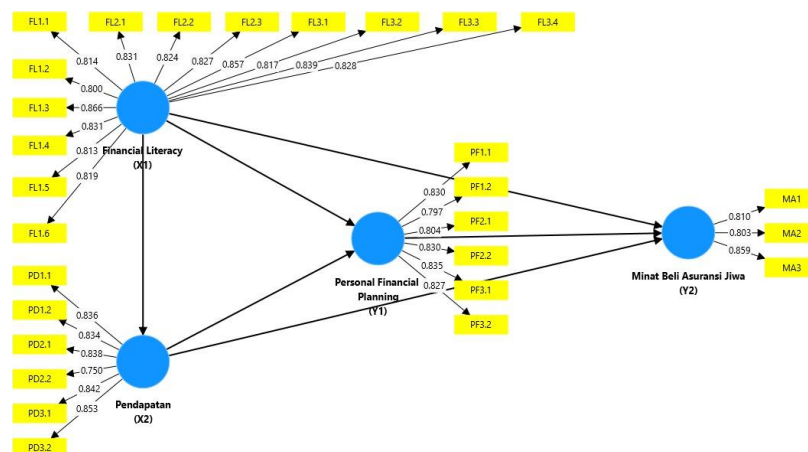 FL1.1
FL2.1
FL2.2
FL2.3
FL3.1
FL3.2
FL3.3
FL3.4
0.814
0.831
0.824
0.827
0.857
0.817
0.839
0.828
FL1.2
0.800
FL1.3
0.866
FL1.4
0.831
FL1.5
0.813
FL1.6
0.819
Financial Literacy
(X1)
PF1.1
0.830
PF1.2
0.797
PF2.1
0.804
PF2.2
0.830
PF3.1
0.835
PF3.2
0.827
Personal Financial
Planning
(Y1)
MA1
0.810
MA2
0.803
MA3
0.859
Minat Beli Asuransi Jiwa
(Y2)
PD1.1
0.836
PD1.2
0.834
PD2.1
0.838
PD2.2
0.750
PD3.1
0.842
PD3.2
0.853
Pendapatan
(X2)